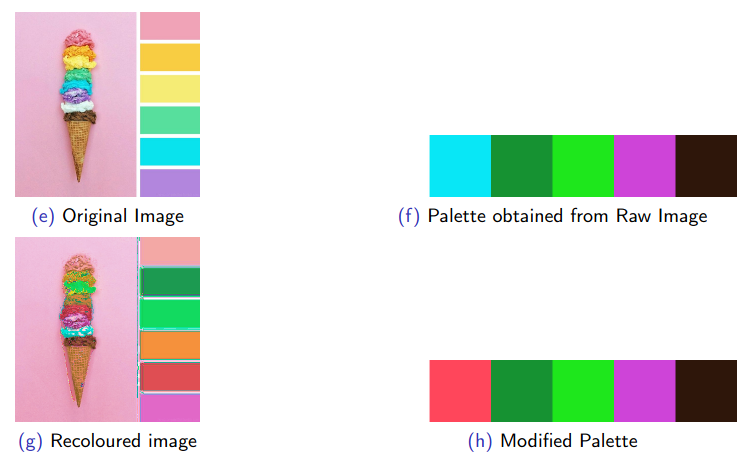 (e) Original Image
(f) Palette obtained from Raw Image
(g) Recoloured image
(h) Modified Palette